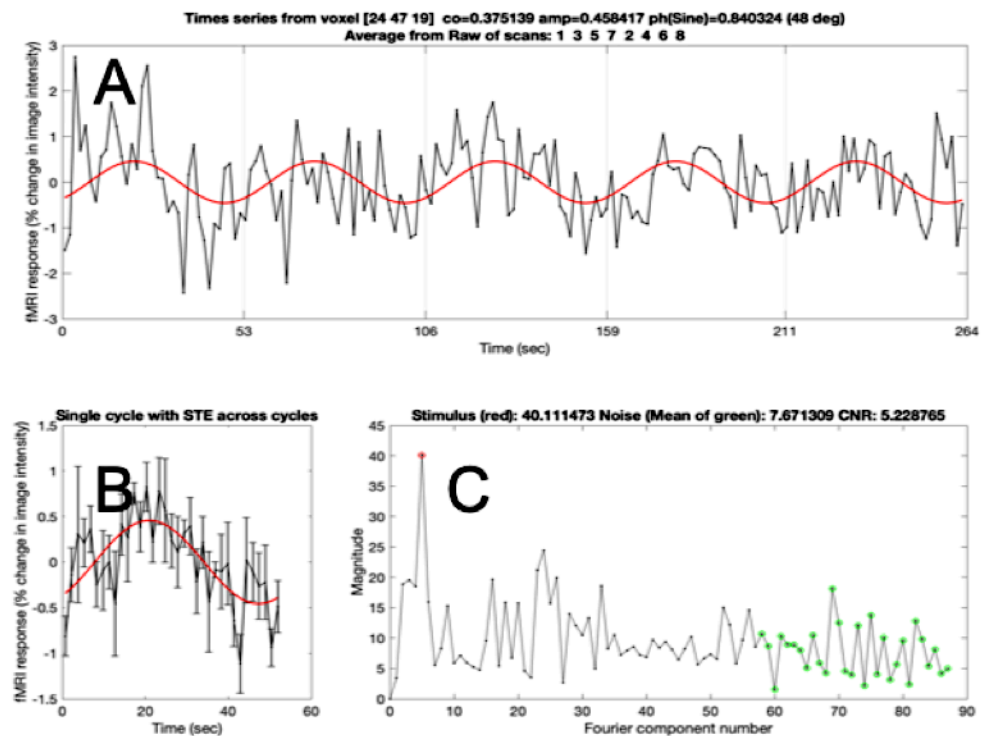 Times series from voxel [24 47 19] co=0.375139 amp=0.458417 ph(Sine)=0.840324 (48 deg)
Average from Raw of scans: 1 3 5 7 2 4 6 8
A
fMRI response (% change in image intensity)
3
2
1
0
-1
-2
-3
0 53 106 159 211 264
Time (sec)
Single cycle with STE across cycles
B
fMRI response (% change in image intensity)
1.5
1
0.5
0
-0.5
-1
-1.5
0 20 40 60
Time (sec)
Stimulus (red): 40.111473 Noise (Mean of green): 7.671309 CNR: 5.228765
C
Magnitude
45
40
35
30
25
20
15
10
5
0
0 10 20 30 40 50 60 70 80 90
Fourier component number